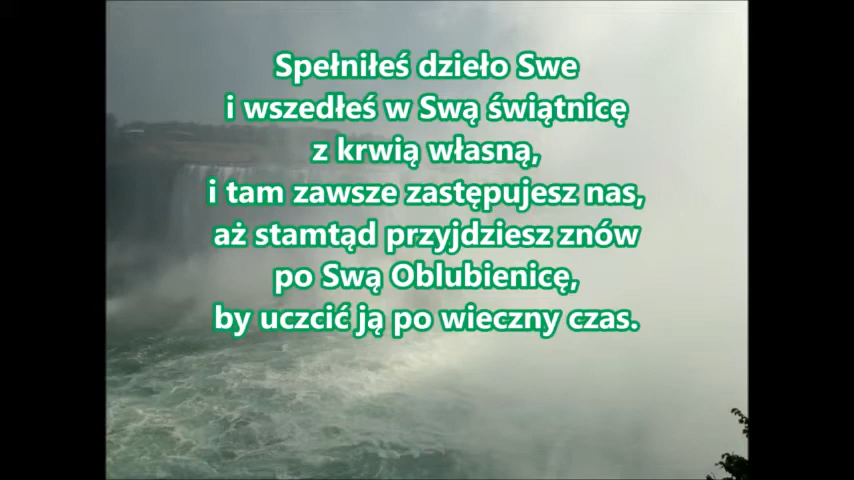 Spełniłeś dzieło Swe
i wszedłeś w Swą świątnicę
z krwią własną,
i tam zawsze zastępujesz nas,
aż stamtąd przyjdziesz znów
po Swą Oblubienicę,
by uczcić ją po wieczny czas.